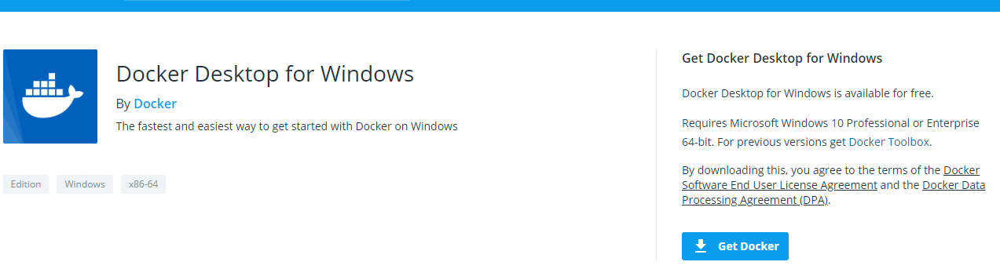 Docker Desktop for Windows
By Docker
The fastest and easiest way to get started with Docker on Windows
Edition
Windows
x86-64
Get Docker Desktop for Windows
Docker Desktop for Windows is available for free.
Requires Microsoft Windows 10 Professional or Enterprise
64-bit. For previous versions get Docker Toolbox.
By downloading this, you agree to the terms of the Docker
Software End User License Agreement and the Docker Data
Processing Agreement (DPA).
Get Docker